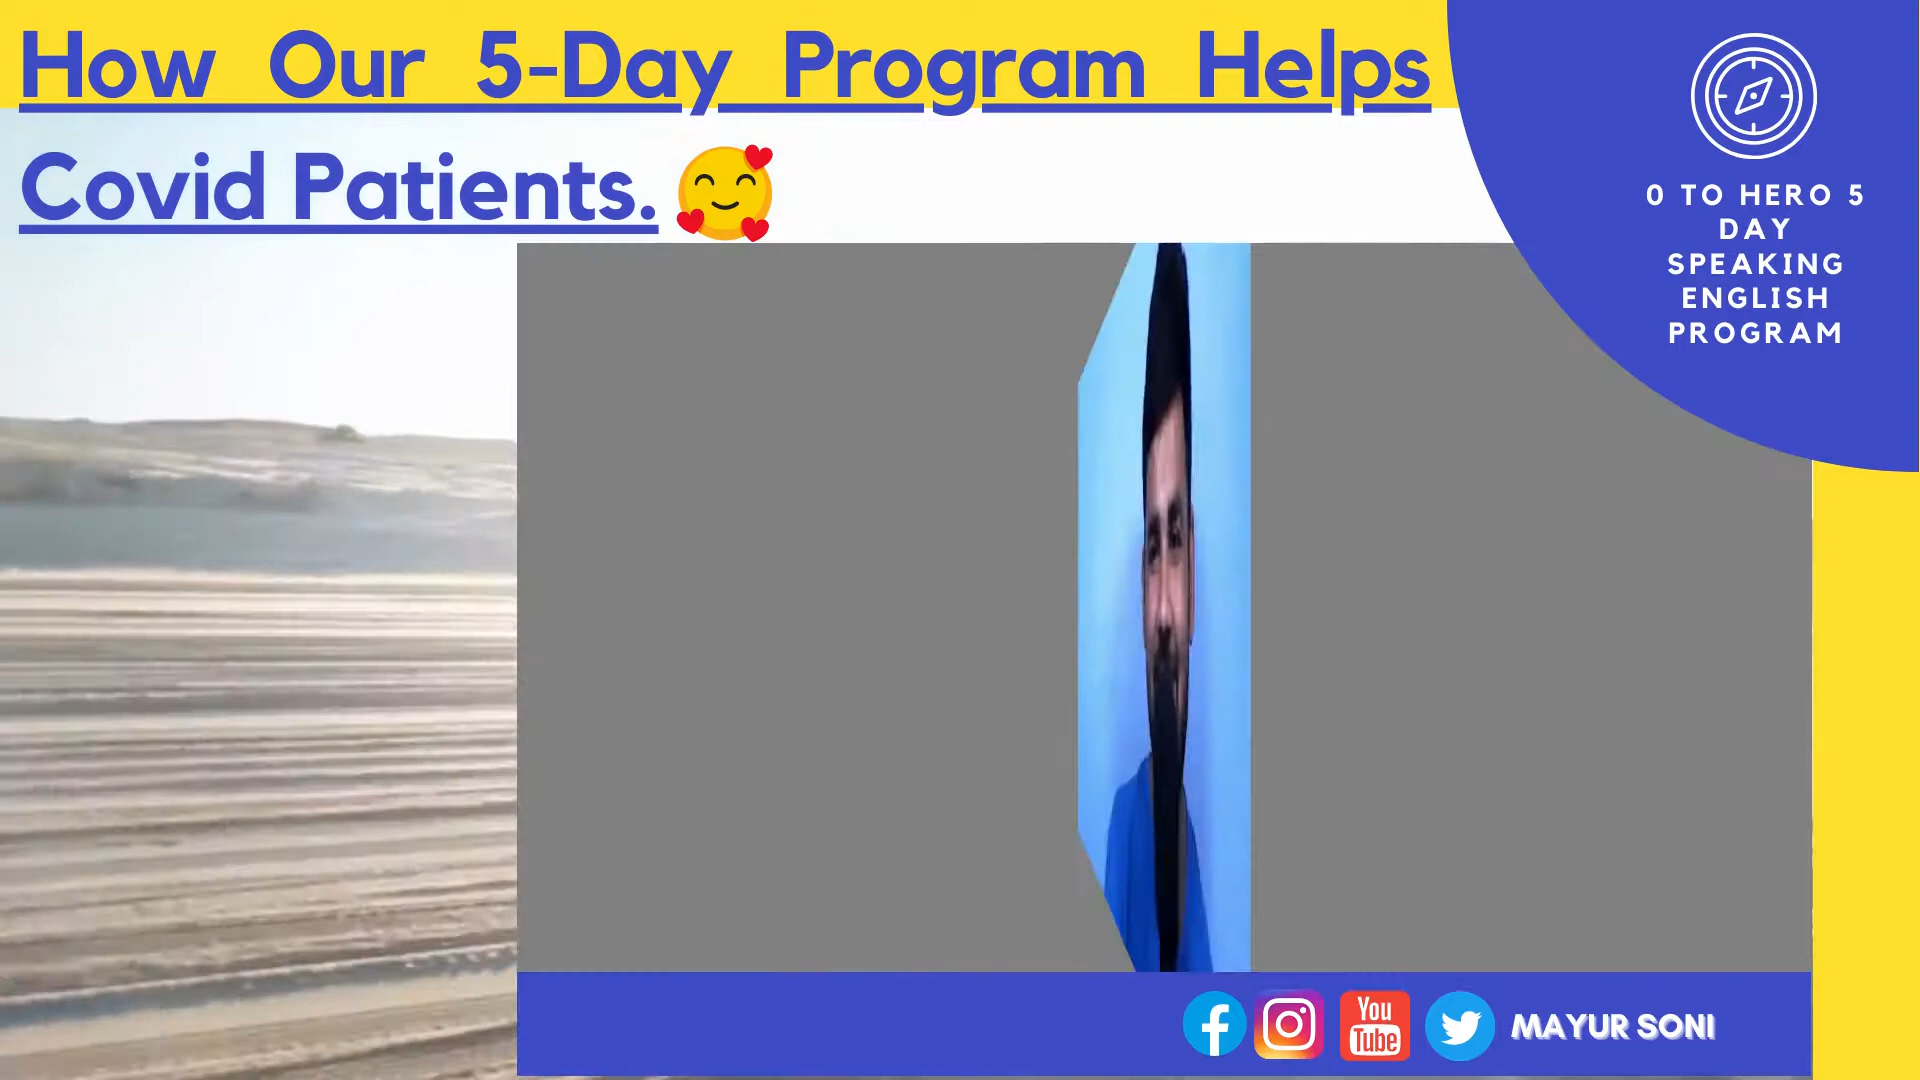 How Our 5-Day Program Helps
Covid Patients.
0 TO HERO 5
DAY
SPEAKING
ENGLISH
PROGRAM
You
Tube
MAYUR SONI